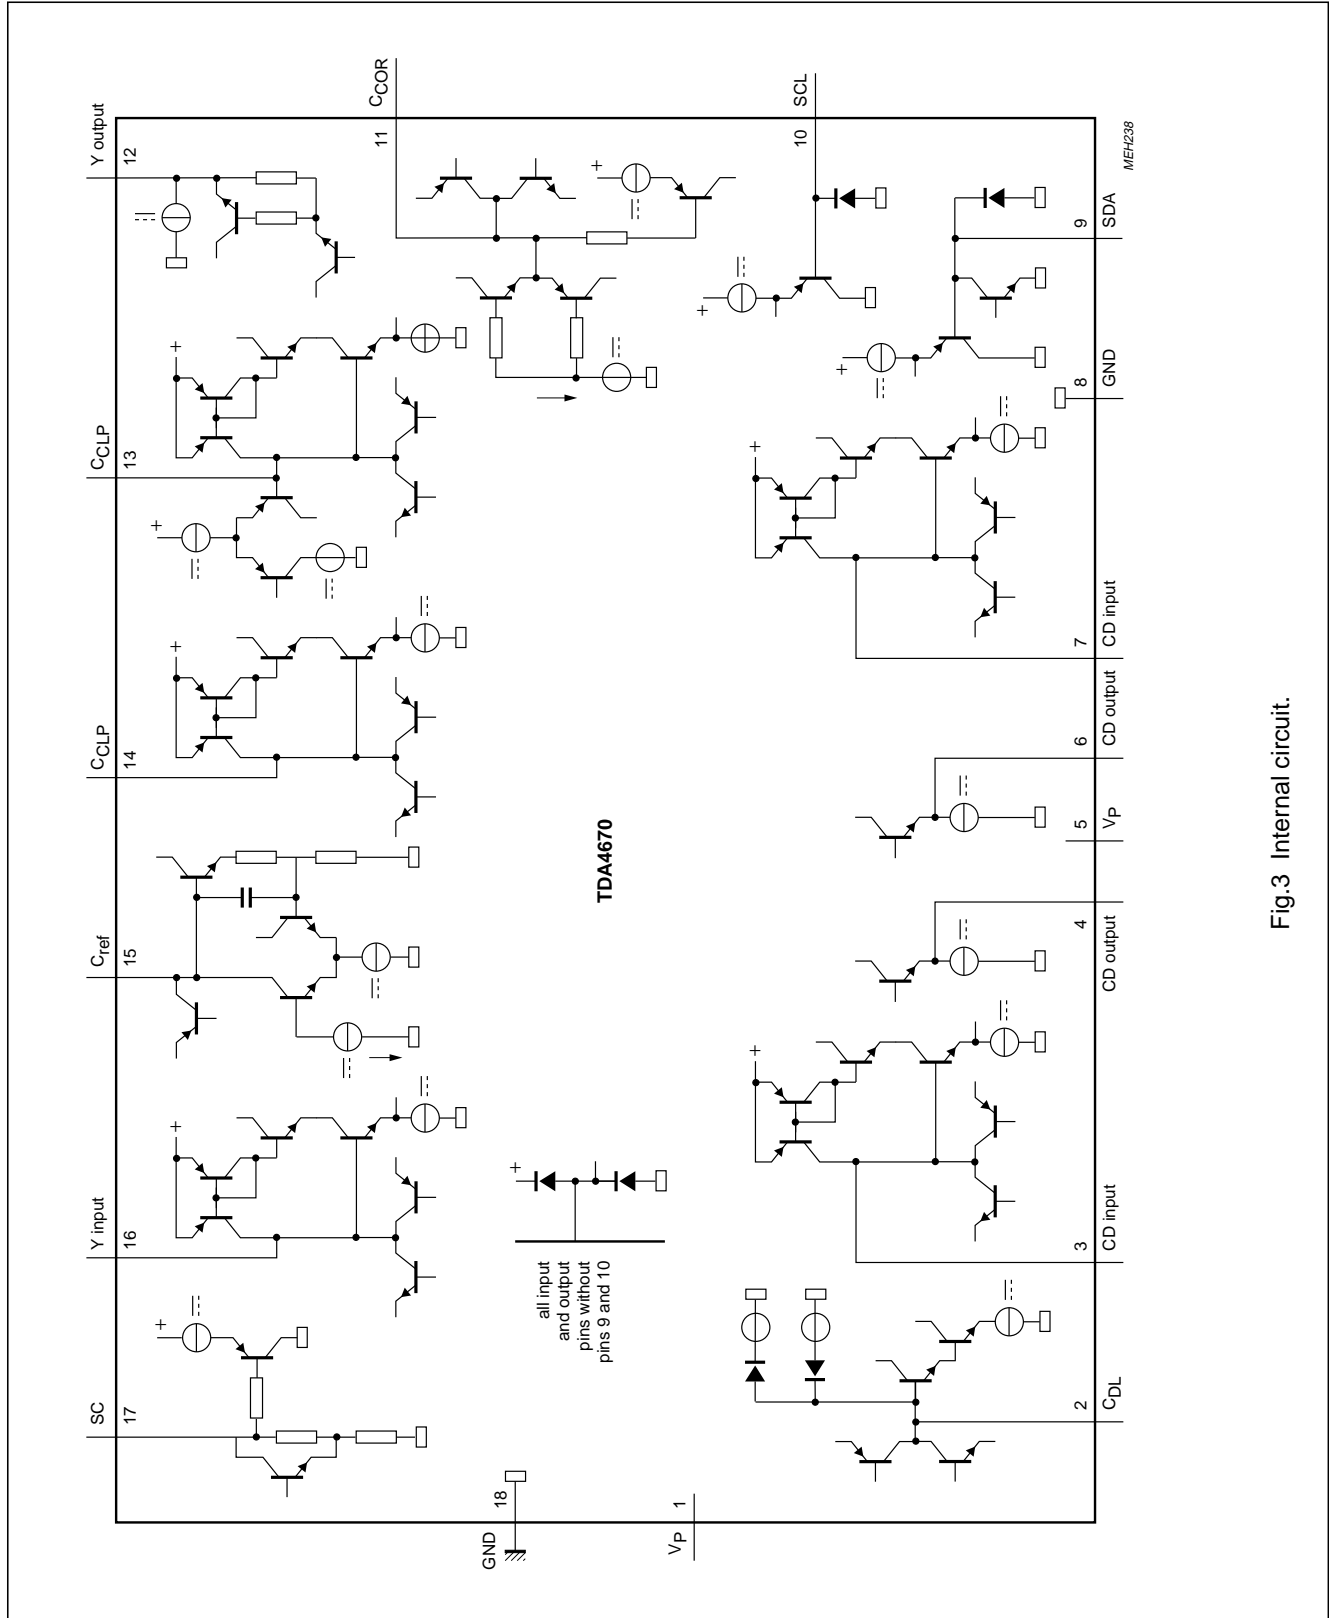 Y output
12
CCOR
11
SCL
10
MEH238
9
SDA
8
GND
CCLP
13
7
CD input
CCLP
14
6
CD output
5
VP
TDA4670
Cref
15
4
CD output
Y input
16
3
CD input
all input
and output
pins without
pins 9 and 10
SC
17
2
CDL
GND
18
VP
1
+
+
+
+
+
+
+
+
+
+
+
+
Fig.3 Internal circuit.